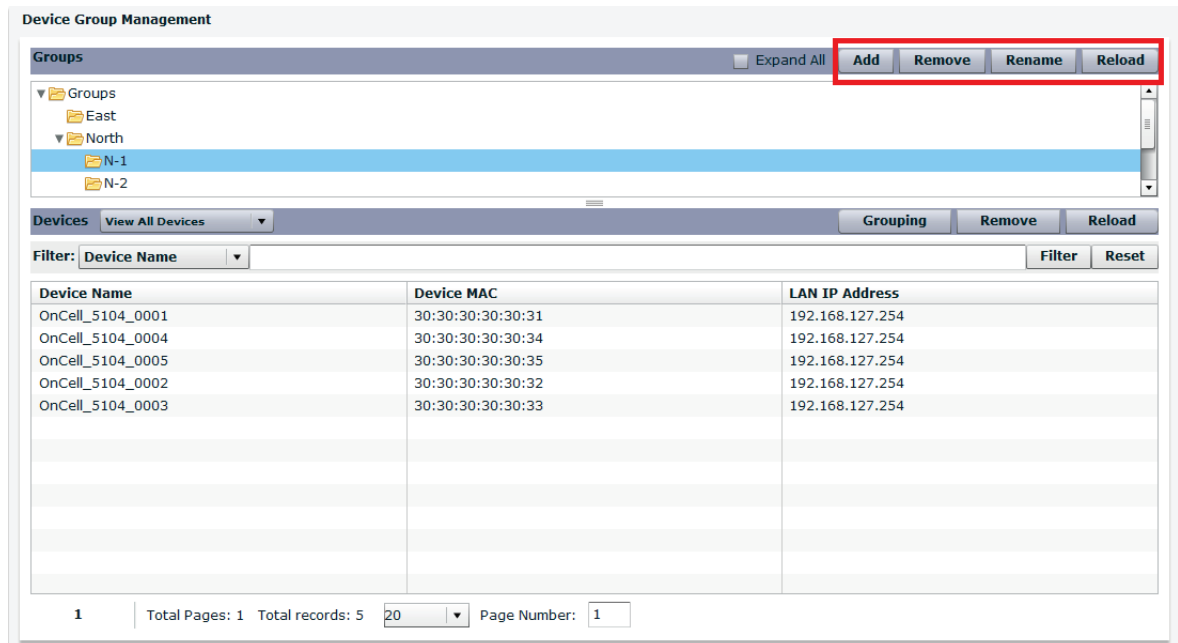 Device Group Management
Groups Expand All Add Remove Rename Reload
Groups
East
North
N-1
N-2
Devices View All Devices Grouping Remove Reload
Filter: Device Name Filter Reset
Device Name Device MAC LAN IP Address
OnCell_5104_0001 30:30:30:30:30:31 192.168.127.254
OnCell_5104_0004 30:30:30:30:30:34 192.168.127.254
OnCell_5104_0005 30:30:30:30:30:35 192.168.127.254
OnCell_5104_0002 30:30:30:30:30:32 192.168.127.254
OnCell_5104_0003 30:30:30:30:30:33 192.168.127.254
1 Total Pages: 1 Total records: 5 20 Page Number: 1